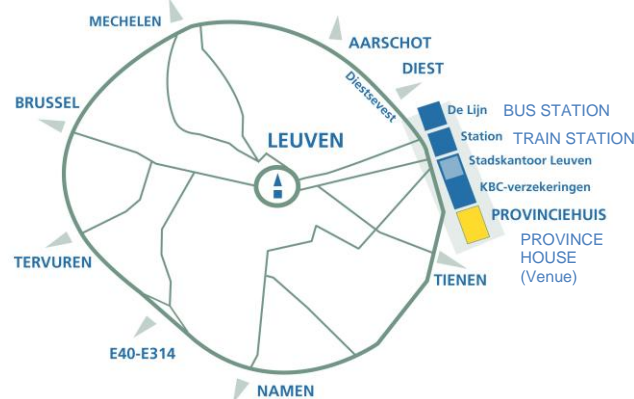 MECHELEN
AARSCHOT
DIEST
Diestsevest
BRUSSEL
De Lijn BUS STATION
LEUVEN
Station TRAIN STATION
Stadskantoor Leuven
KBC-verzekeringen
PROVINCIEHUIS
PROVINCE
HOUSE
(Venue)
TERVUREN
TIENEN
E40-E314
NAMEN